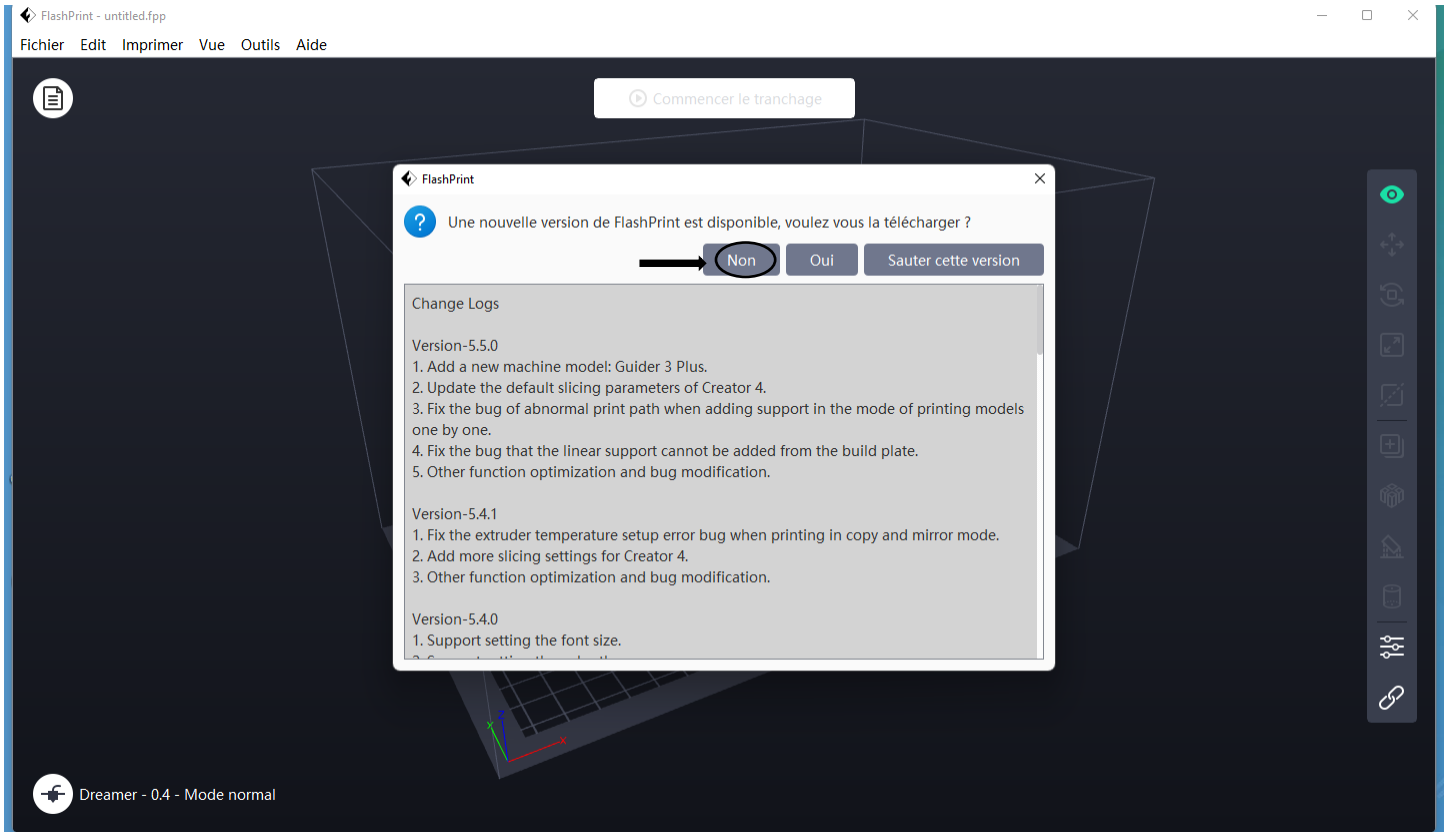 FlashPrint - untitled.fpp
Fichier Edit Imprimer Vue Outils Aide
Commencer le tranchage
FlashPrint
Une nouvelle version de FlashPrint est disponible, voulez vous la télécharger ?
Non Oui Sauter cette version
Change Logs
Version-5.5.0
1. Add a new machine model: Guider 3 Plus.
2. Update the default slicing parameters of Creator 4.
3. Fix the bug of abnormal print path when adding support in the mode of printing models
one by one.
4. Fix the bug that the linear support cannot be added from the build plate.
5. Other function optimization and bug modification.
Version-5.4.1
1. Fix the extruder temperature setup error bug when printing in copy and mirror mode.
2. Add more slicing settings for Creator 4.
3. Other function optimization and bug modification.
Version-5.4.0
1. Support setting the font size.
Z
Y
X
Dreamer - 0.4 - Mode normal